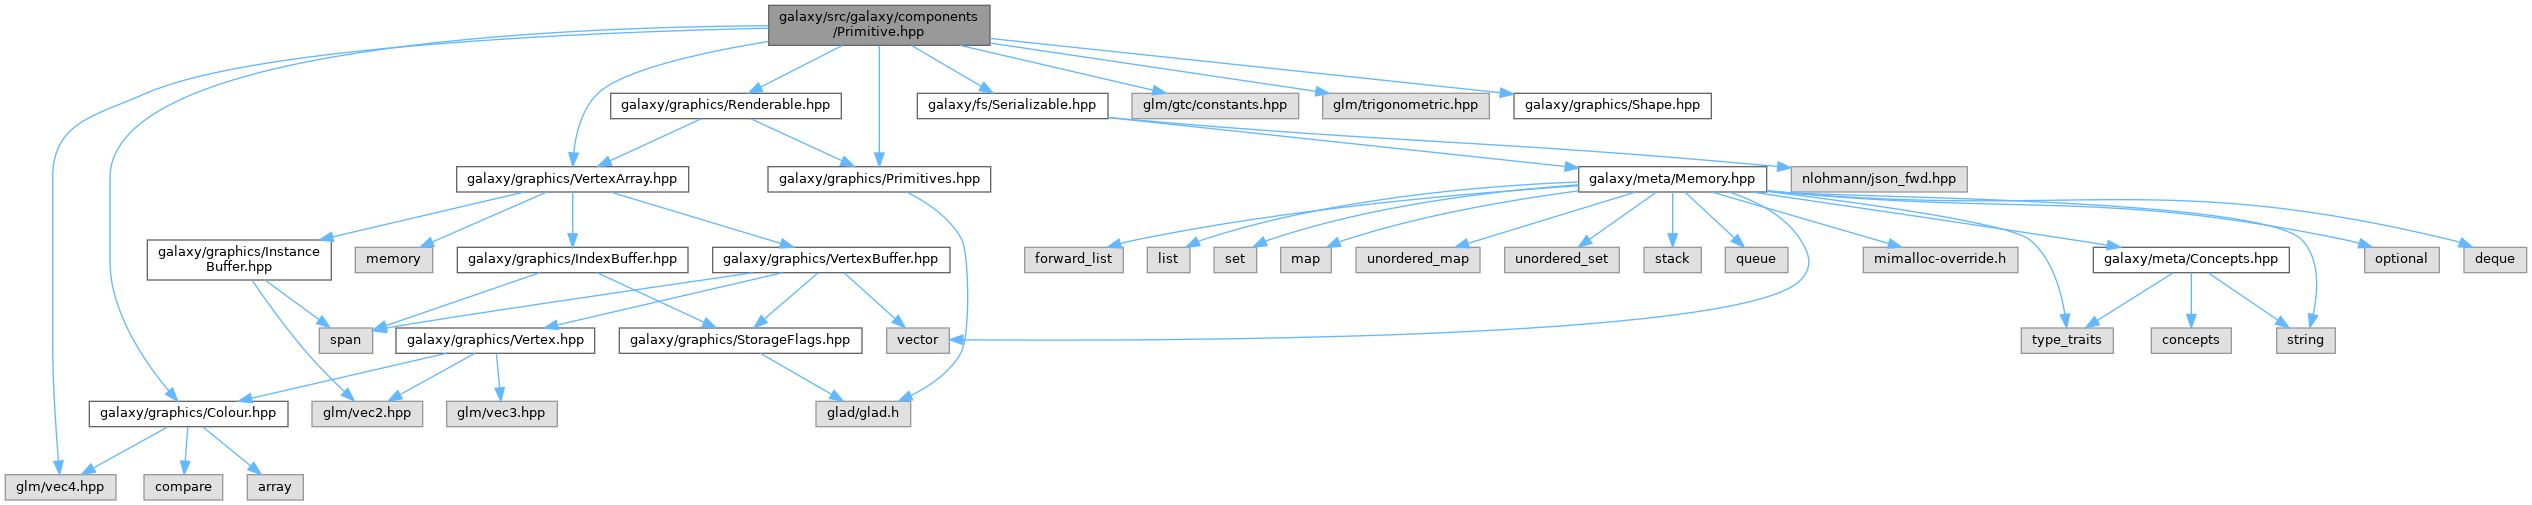 galaxy/src/galaxy/components
/Primitive.hpp
galaxy/graphics/Renderable.hpp
galaxy/fs/Serializable.hpp
glm/gtc/constants.hpp
glm/trigonometric.hpp
galaxy/graphics/Shape.hpp
galaxy/graphics/VertexArray.hpp
galaxy/graphics/Primitives.hpp
galaxy/meta/Memory.hpp
nlohmann/json_fwd.hpp
galaxy/graphics/Instance
Buffer.hpp
memory
galaxy/graphics/IndexBuffer.hpp
galaxy/graphics/VertexBuffer.hpp
forward_list
list
set
map
unordered_map
unordered_set
stack
queue
mimalloc-override.h
galaxy/meta/Concepts.hpp
optional
deque
span
galaxy/graphics/Vertex.hpp
galaxy/graphics/StorageFlags.hpp
vector
type_traits
concepts
string
galaxy/graphics/Colour.hpp
glm/vec2.hpp
glm/vec3.hpp
glad/glad.h
glm/vec4.hpp
compare
array